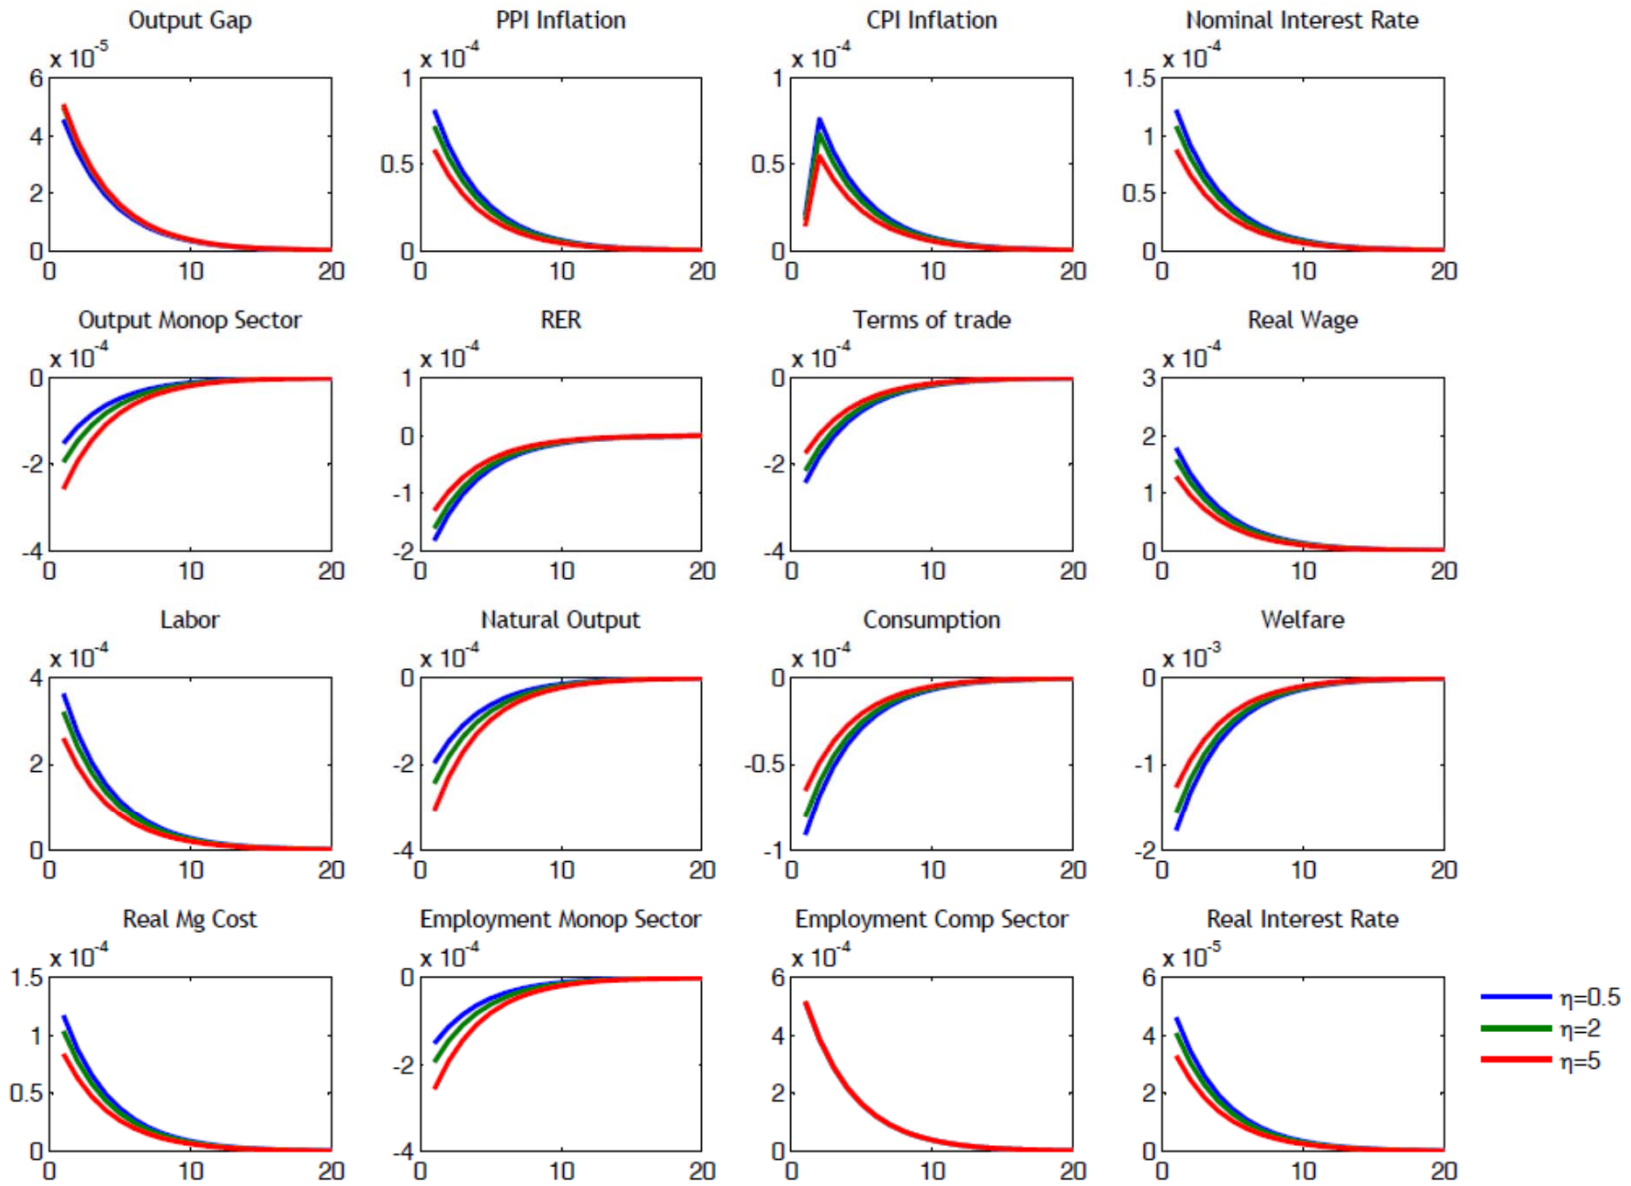 Output Gap PPI Inflation CPI Inflation Nominal Interest Rate
x 10-5 x 10-4 x 10-4 x 10-4
6 1 1 1.5
4 1
0.5 0.5
2 0.5
0 0 0 0
0 10 20 0 10 20 0 10 20 0 10 20
Output Monop Sector RER Terms of trade Real Wage
x 10-4 x 10-4 x 10-4 x 10-4
0 1 0 3
0 2
-2 -2
-1 1
-4 -2 -4 0
0 10 20 0 10 20 0 10 20 0 10 20
Labor Natural Output Consumption Welfare
x 10-4 x 10-4 x 10-4 x 10-3
4 0 0 0
2 -2 -0.5 -1
0 -4 -1 -2
0 10 20 0 10 20 0 10 20 0 10 20
Real Mg Cost Employment Monop Sector Employment Comp Sector Real Interest Rate
x 10-4 x 10-4 x 10-4 x 10-5
1.5 0 6 6
η=0.5
1 4 4
η=2
-2
η=5
0.5 2 2
0 -4 0 0
0 10 20 0 10 20 0 10 20 0 10 20